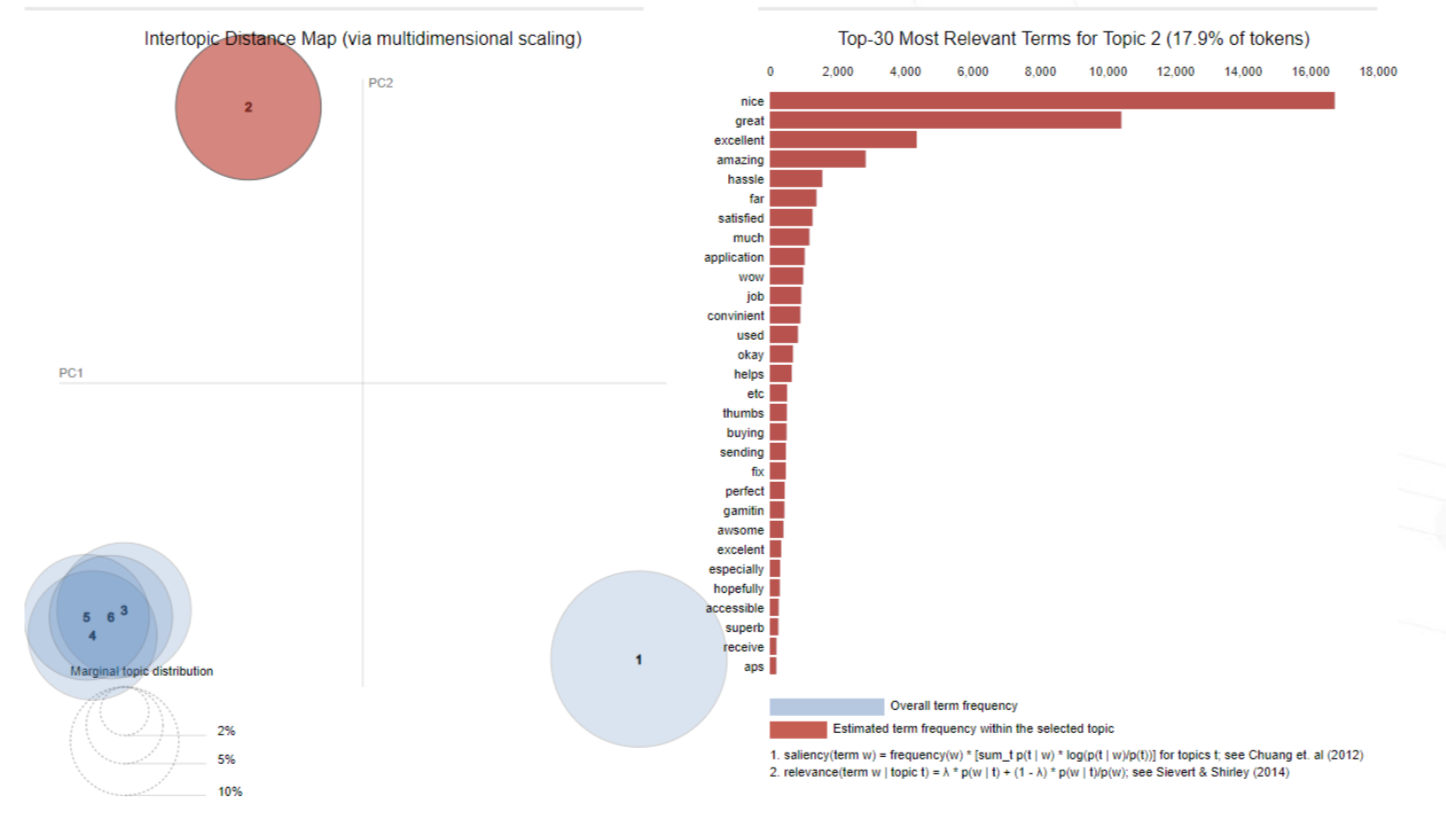 Intertopic Distance Map (via multidimensional scaling)
PC2
2
PC1
5 6 3
4
1
Marginal topic distribution
2%
5%
10%
Top-30 Most Relevant Terms for Topic 2 (17.9% of tokens)
0 2,000 4,000 6,000 8,000 10,000 12,000 14,000 16,000 18,000
nice
great
excellent
amazing
hassle
far
satisfied
much
application
wow
job
convinient
used
okay
helps
etc
thumbs
buying
sending
fix
perfect
gamitin
awsome
excelent
especially
hopefully
accessible
superb
receive
aps
Overall term frequency
Estimated term frequency within the selected topic
1. saliency(term w) = frequency(w) * [sum_t p(t | w) * log(p(t | w)/p(t))] for topics t; see Chuang et. al (2012)
2. relevance(term w | topic t) = λ * p(w | t) + (1 - λ) * p(w | t)/p(w); see Sievert & Shirley (2014)